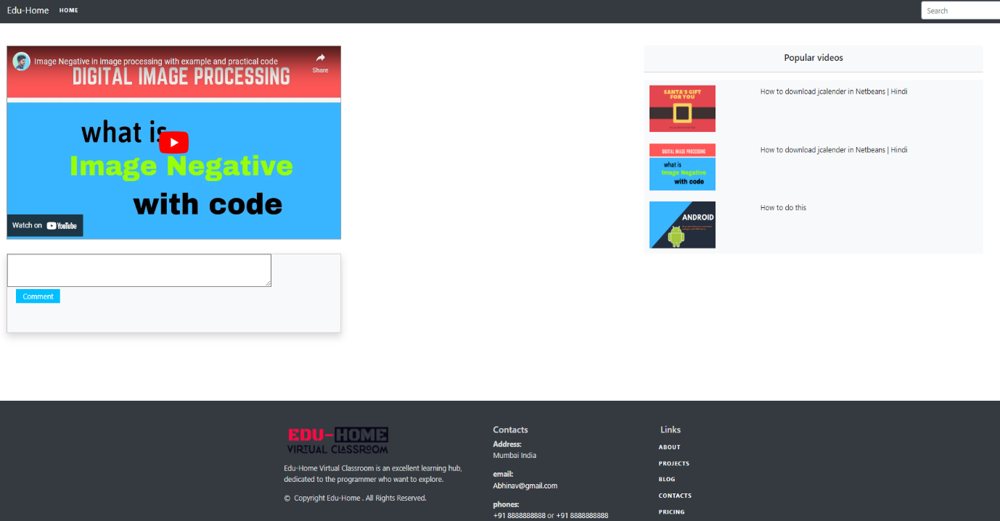 Edu-Home HOME Search
Image Negative in image processing with example and practical code
Share
DIGITAL IMAGE PROCESSING
what is
Image Negative
with code
Watch on YouTube
Comment
Popular videos
SANTA'S GIFT
FOR YOU
How to download jcalender in Netbeans | Hindi
DIGITAL IMAGE PROCESSING
what is
Image Negative
with code
How to download jcalender in Netbeans | Hindi
ANDROID
How to do this
EDU-HOME
VIRTUAL CLASSROOM
Edu-Home Virtual Classroom is an excellent learning hub,
dedicated to the programmer who want to explore.
© Copyright Edu-Home . All Rights Reserved.
Contacts
Address:
Mumbai India
email:
Abhinav@gmail.com
phones:
+91 8888888888 or +91 8888888888
Links
ABOUT
PROJECTS
BLOG
CONTACTS
PRICING